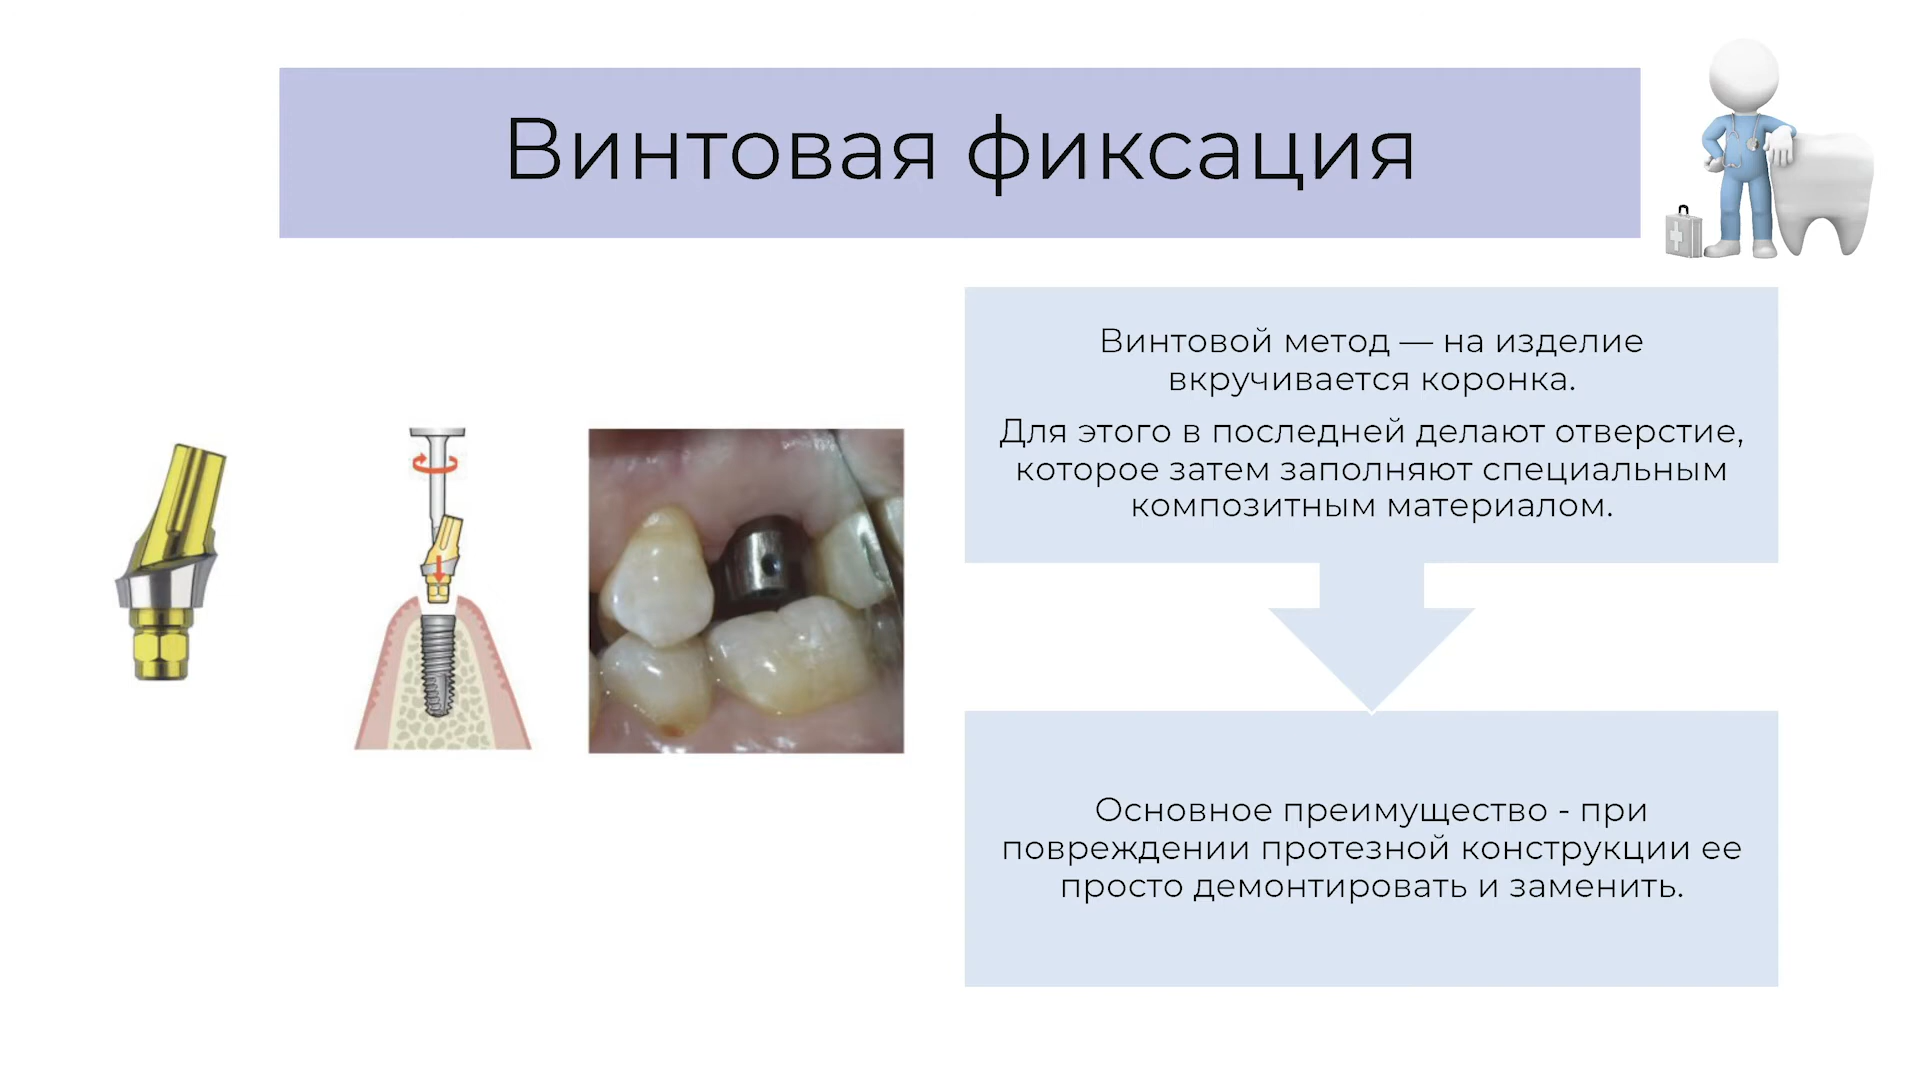 Винтовая фиксация
Винтовой метод — на изделие
вкручивается коронка.
Для этого в последней делают отверстие,
которое затем заполняют специальным
композитным материалом.
Основное преимущество - при
повреждении протезной конструкции ее
просто демонтировать и заменить.